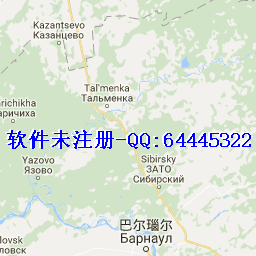 Kazantsevo
Казанцево
Tal'menka
Тальменка
richikha
аричиха
软件未注册-QQ:64445322
Yazovo
Язово
Sibirsky
ЗАТО
Сибирский
巴尔瑙尔
Барнаул
lovsk
ловск